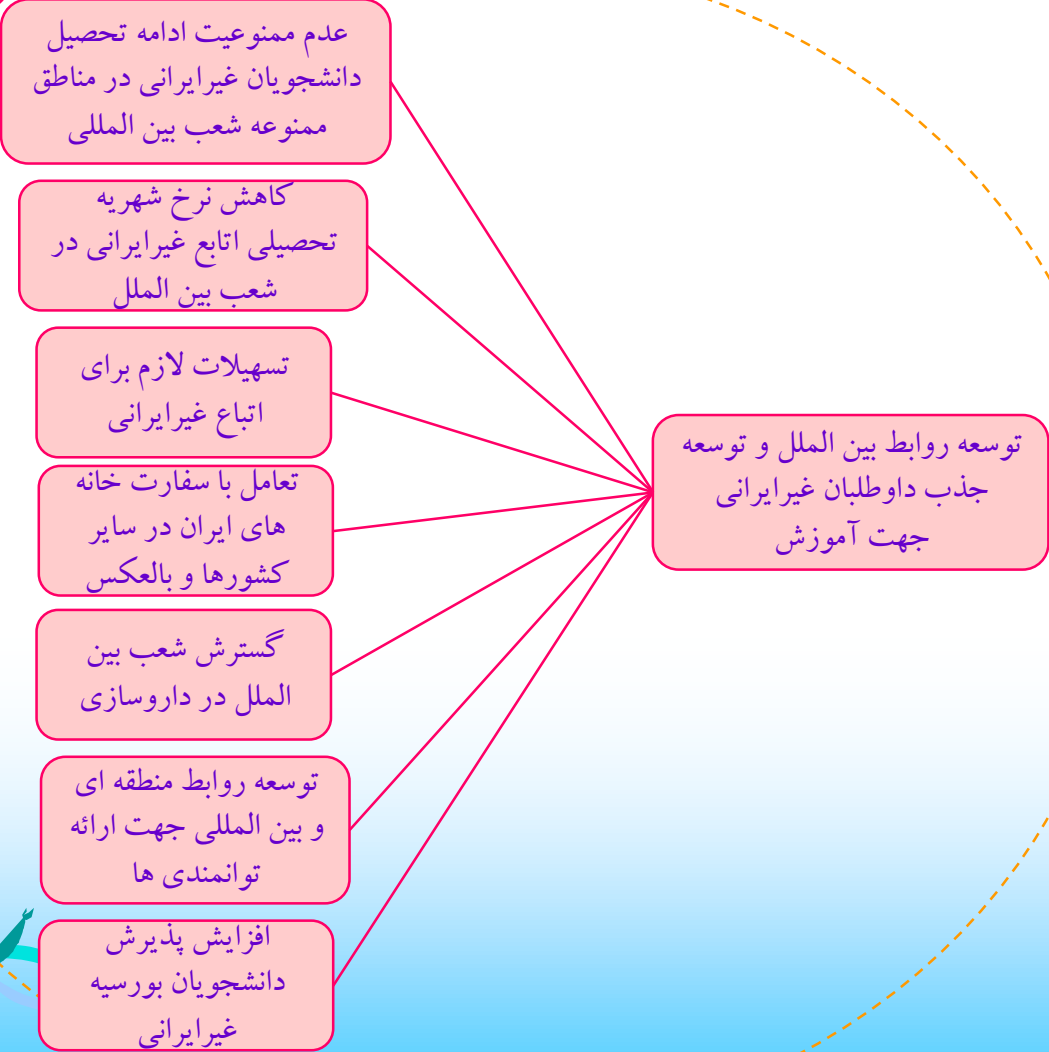 عدم ممنوعیت ادامه تحصیل
دانشجویان غیرایرانی در مناطق
ممنوعه شعب بین المللی
کاهش نرخ شهریه
تحصیلی اتابع غیرایرانی در
شعب بین الملل
تسهیلات لازم برای
اتباع غیرایرانی
تعامل با سفارت خانه
های ایران در سایر
کشورها و بالعکس
گسترش شعب بین
الملل در داروسازی
توسعه روابط منطقه ای
و بین المللی جهت ارائه
توانمندی ها
افزایش پذیرش
دانشجویان بورسیه
غیرایرانی
توسعه روابط بین الملل و توسعه
جذب داوطلبان غیرایرانی
جهت آموزش